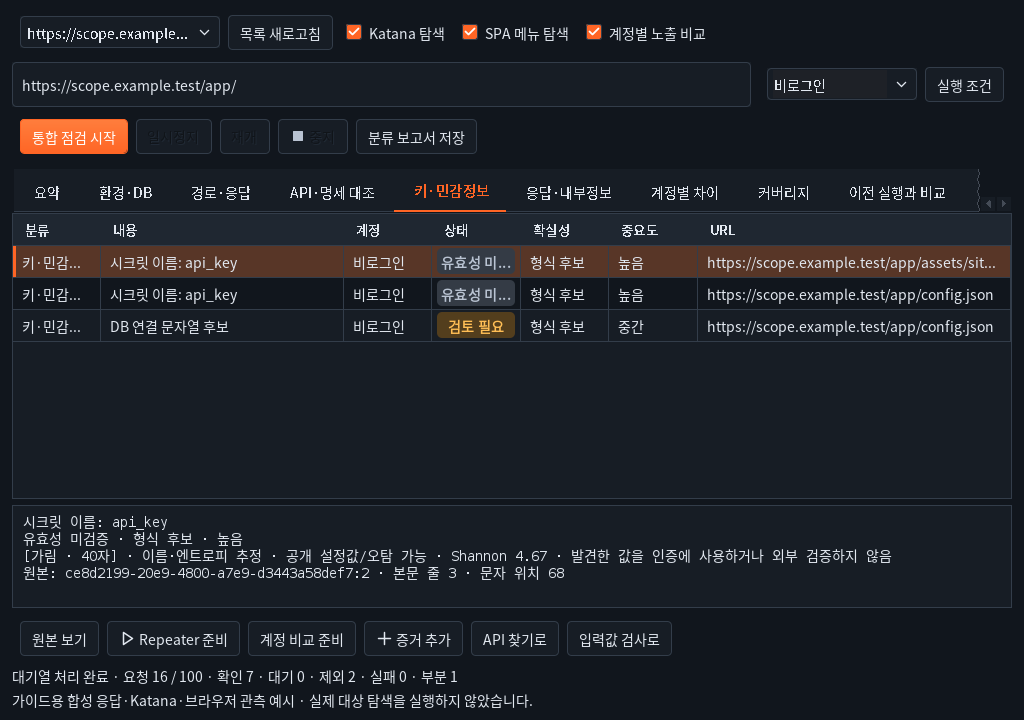 https://scope.example... 목록 새로고침 Katana 탐색 SPA 메뉴 탐색 계정별 노출 비교
https://scope.example.test/app/ 비로그인 실행 조건
통합 점검 시작 일시정지 재개 중지 분류 보고서 저장
요약 환경·DB 경로·응답 API·명세 대조 키·민감정보 응답·내부정보 계정별 차이 커버리지 이전 실행과 비교
분류 내용 계정 상태 확실성 중요도 URL
키·민감... 시크릿 이름: api_key 비로그인 유효성 미... 형식 후보 높음 https://scope.example.test/app/assets/sit...
키·민감... 시크릿 이름: api_key 비로그인 유효성 미... 형식 후보 높음 https://scope.example.test/app/config.json
키·민감... DB 연결 문자열 후보 비로그인 검토 필요 형식 후보 중간 https://scope.example.test/app/config.json
시크릿 이름: api_key
유효성 미검증 · 형식 후보 · 높음
[가림 · 40자] · 이름·엔트로피 추정 · 공개 설정값/오탐 가능 · Shannon 4.67 · 발견한 값을 인증에 사용하거나 외부 검증하지 않음
원본: ce8d2199-20e9-4800-a7e9-d3443a58def7:2 · 본문 줄 3 · 문자 위치 68
원본 보기 Repeater 준비 계정 비교 준비 증거 추가 API 찾기로 입력값 검사로
대기열 처리 완료 · 요청 16 / 100 · 확인 7 · 대기 0 · 제외 2 · 실패 0 · 부분 1
가이드용 합성 응답·Katana·브라우저 관측 예시 · 실제 대상 탐색을 실행하지 않았습니다.